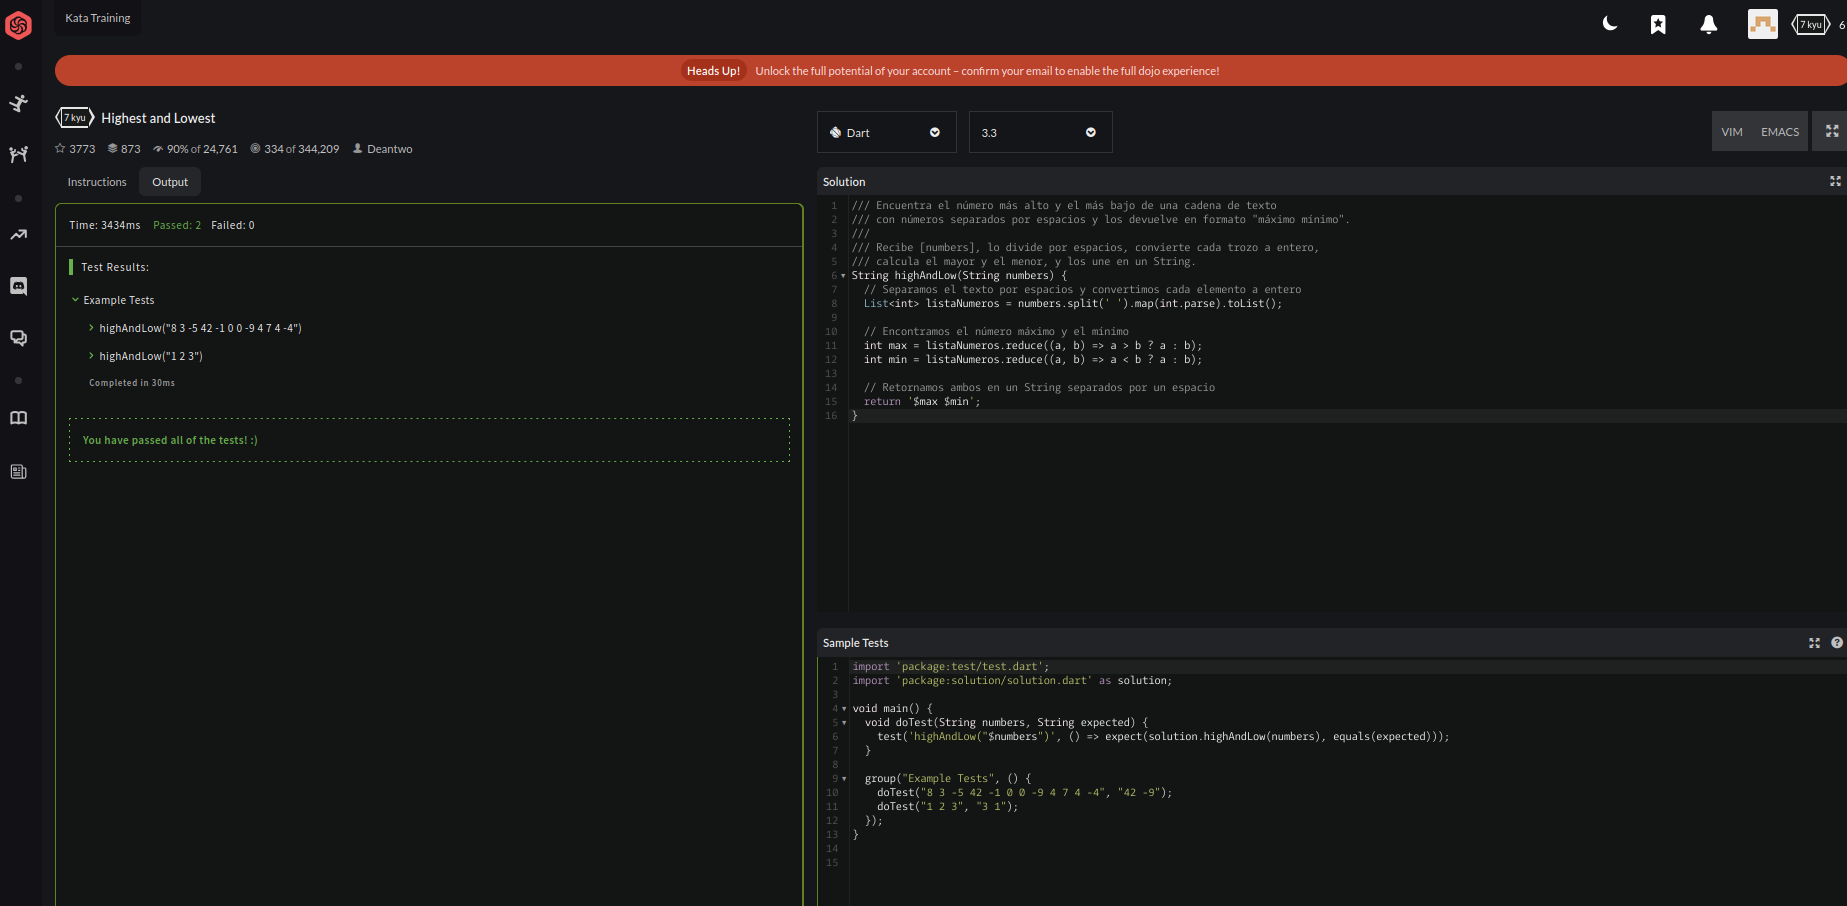 Kata Training
7 kyu
6
Heads Up! Unlock the full potential of your account – confirm your email to enable the full dojo experience!
7 kyu Highest and Lowest
3773 873 90% of 24,761 334 of 344,209 Deantwo
Instructions Output
Time: 3434ms Passed: 2 Failed: 0
Test Results:
Example Tests
highAndLow("8 3 -5 42 -1 0 0 -9 4 7 4 -4")
highAndLow("1 2 3")
Completed in 30ms
You have passed all of the tests! :)
Dart 3.3 VIM EMACS
Solution
1 /// Encuentra el número más alto y el más bajo de una cadena de texto
2 /// con números separados por espacios y los devuelve en formato "máximo mínimo".
3 ///
4 /// Recibe [numbers], lo divide por espacios, convierte cada trozo a entero,
5 /// calcula el mayor y el menor, y los une en un String.
6 String highAndLow(String numbers) {
7 // Separamos el texto por espacios y convertimos cada elemento a entero
8 List<int> listaNumeros = numbers.split(' ').map(int.parse).toList();
9
10 // Encontramos el número máximo y el mínimo
11 int max = listaNumeros.reduce((a, b) => a > b ? a : b);
12 int min = listaNumeros.reduce((a, b) => a < b ? a : b);
13
14 // Retornamos ambos en un String separados por un espacio
15 return '$max $min';
16 }
Sample Tests
1 import 'package:test/test.dart';
2 import 'package:solution/solution.dart' as solution;
3
4 void main() {
5 void doTest(String numbers, String expected) {
6 test('highAndLow("$numbers")', () => expect(solution.highAndLow(numbers), equals(expected)));
7 }
8
9 group("Example Tests", () {
10 doTest("8 3 -5 42 -1 0 0 -9 4 7 4 -4", "42 -9");
11 doTest("1 2 3", "3 1");
12 });
13 }
14
15